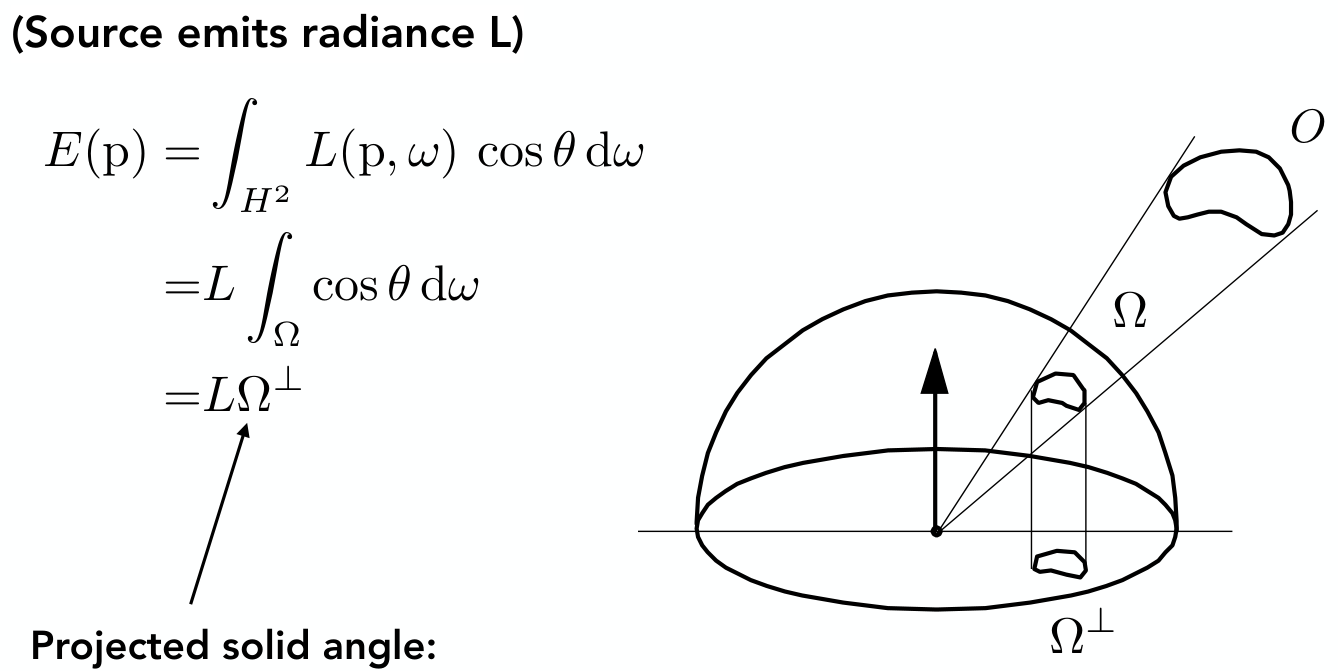 (Source emits radiance L)
E(p) = ∫_{H²} L(p, ω) cos θ dω
=L ∫_Ω cos θ dω
=LΩ^⊥
Projected solid angle:
O
Ω
Ω^⊥